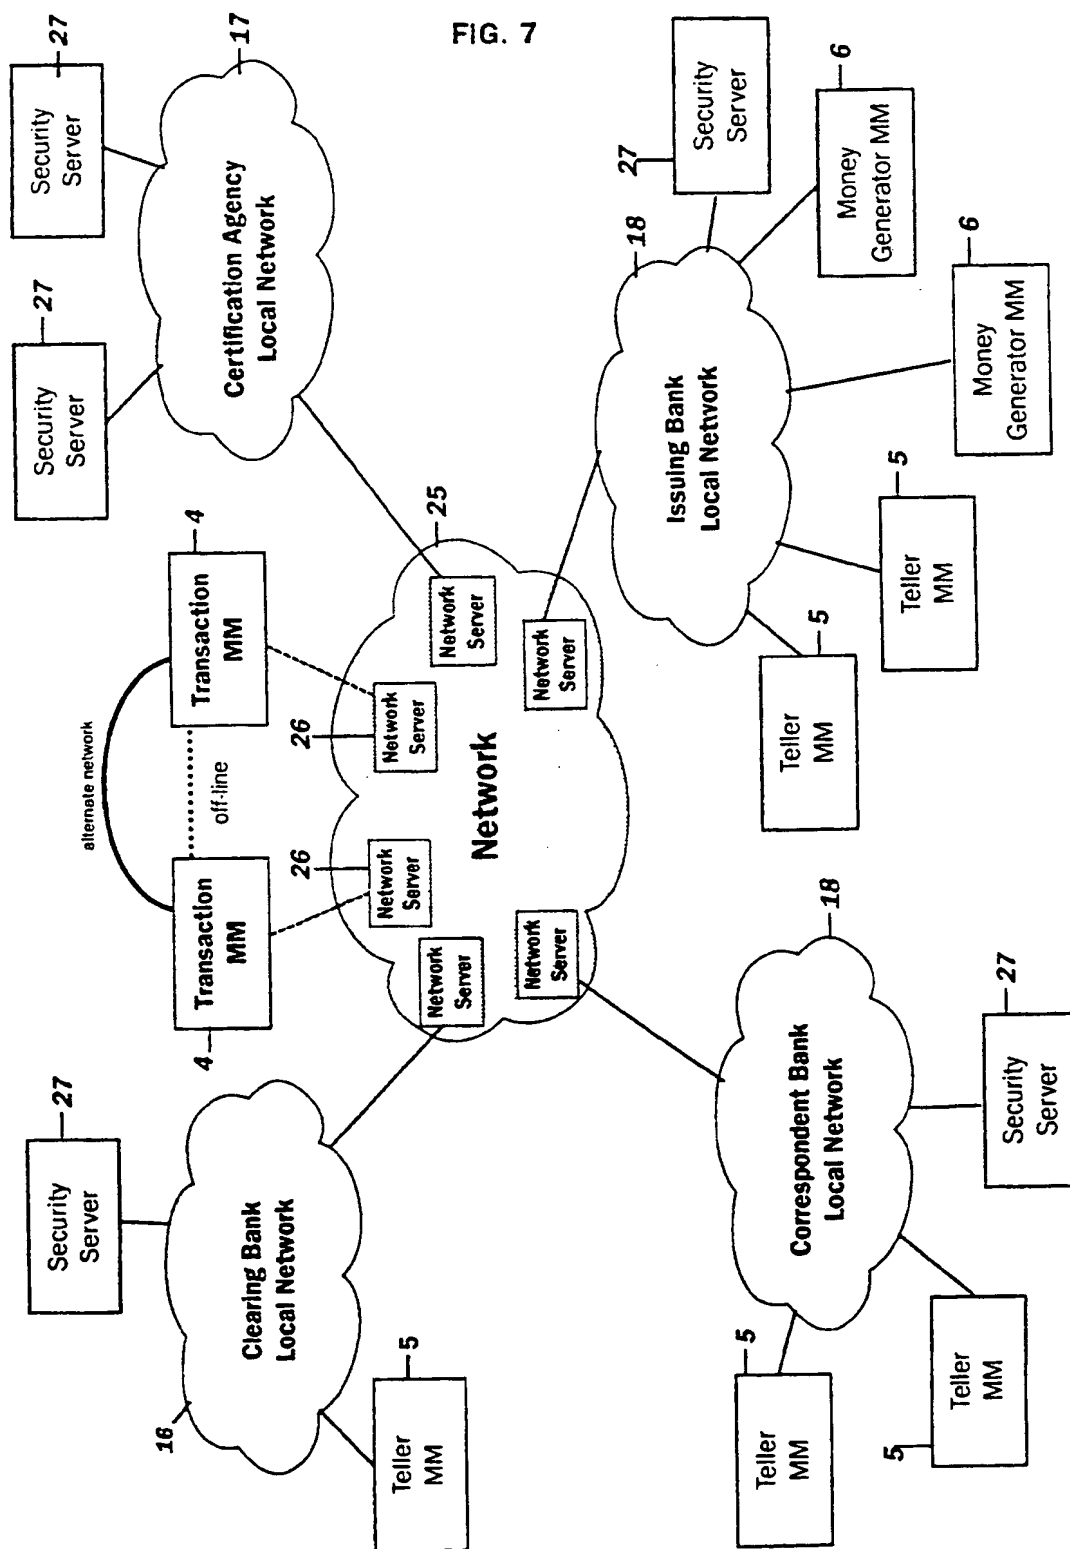 FIG. 7
27
Security
Server
27
Security
Server
17
Certification Agency
Local Network
alternate network
4
Transaction
MM
off-line
4
Transaction
MM
27
Security
Server
16
Clearing Bank
Local Network
5
Teller
MM
25
Network
Network
Server
Network
Server
26
Network
Server
26
Network
Server
Network
Server
Network
Server
27
Security
Server
18
Issuing Bank
Local Network
6
Money
Generator MM
6
Money
Generator MM
5
Teller
MM
5
Teller
MM
18
Correspondent Bank
Local Network
27
Security
Server
5
Teller
MM
5
Teller
MM